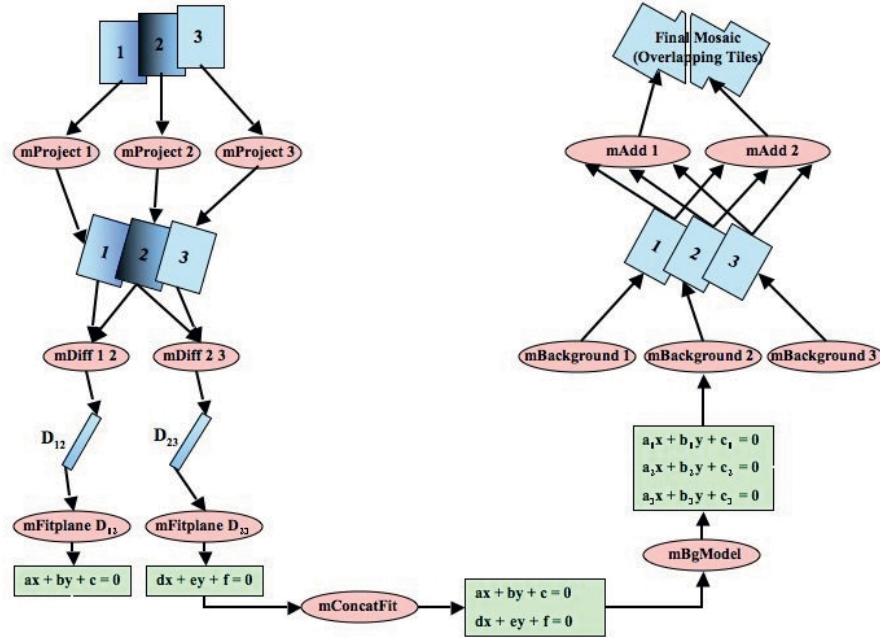 1
2
3
mProject 1
mProject 2
mProject 3
1
2
3
mDiff 1 2
mDiff 2 3
D₁₂
D₂₃
mFitplane D₁₂
mFitplane D₂₃
ax + by + c = 0
dx + ey + f = 0
mConcatFit
ax + by + c = 0
dx + ey + f = 0
mBgModel
a₁x + b₁y + c₁ = 0
a₂x + b₂y + c₂ = 0
a₃x + b₃y + c₃ = 0
mBackground 1
mBackground 2
mBackground 3
1
2
3
mAdd 1
mAdd 2
Final Mosaic
(Overlapping Tiles)